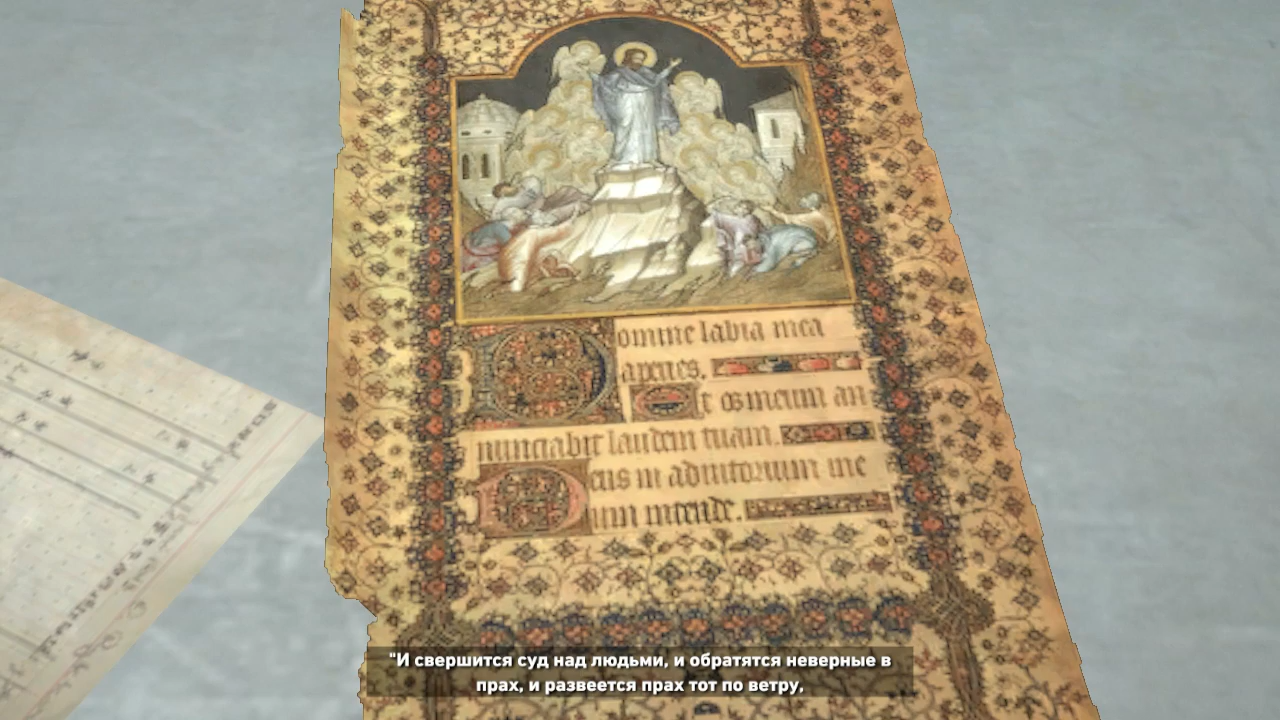 Domine labia mea
aperies.
Et os meum an
nunciabit laudem tuam.
Deus in adiutorium me
um intende.
"И свершится суд над людьми, и обратятся неверные в
прах, и развеется прах тот по ветру,